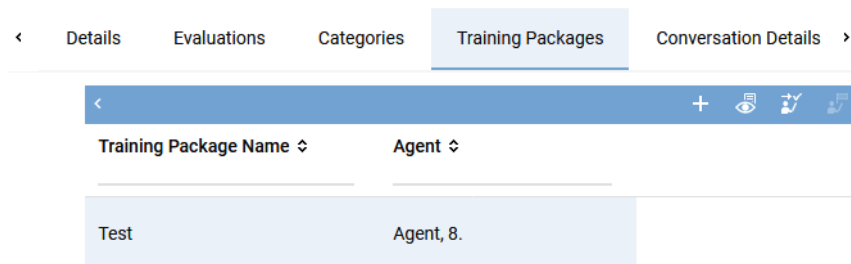 Details Evaluations Categories Training Packages Conversation Details
Training Package Name Agent
Test Agent, 8.